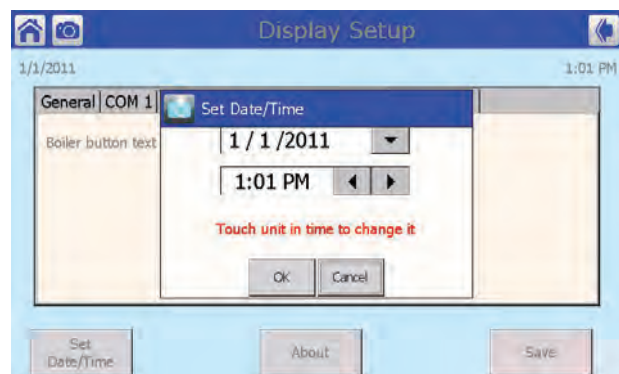 Display Setup
1/1/2011 1:01 PM
General COM 1
Set Date/Time
Boiler button text
1 / 1 /2011
1:01 PM
Touch unit in time to change it
OK Cancel
Set
Date/Time
About
Save